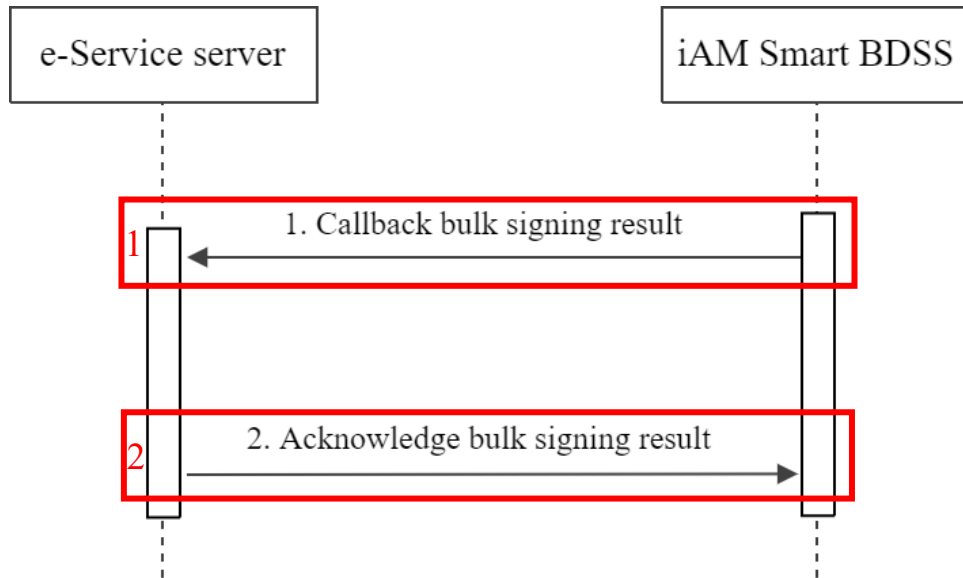 e-Service server
iAM Smart BDSS
1. Callback bulk signing result
1
2. Acknowledge bulk signing result
2